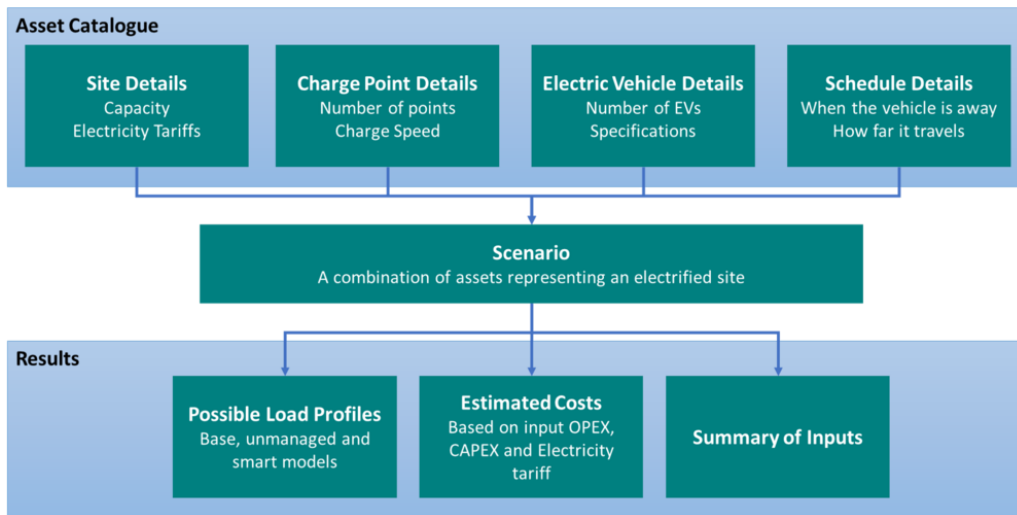 Asset Catalogue
Site Details
Capacity
Electricity Tariffs
Charge Point Details
Number of points
Charge Speed
Electric Vehicle Details
Number of EVs
Specifications
Schedule Details
When the vehicle is away
How far it travels
Scenario
A combination of assets representing an electrified site
Results
Possible Load Profiles
Base, unmanaged and
smart models
Estimated Costs
Based on input OPEX,
CAPEX and Electricity
tariff
Summary of Inputs